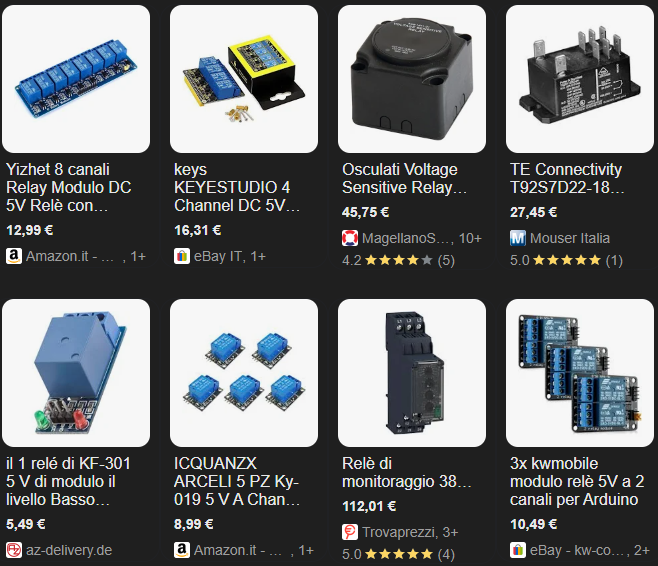 Yizhet 8 canali
Relay Modulo DC
5V Relè con…
12,99 €
Amazon.it - … , 1+
keys
KEYESTUDIO 4
Channel DC 5V…
16,31 €
eBay IT, 1+
VOLTAGE SENSITIVE
RELAY
Osculati Voltage
Sensitive Relay…
45,75 €
MagellanoS…, 10+
4.2 (5)
TE Connectivity
T92S7D22-18…
27,45 €
M
Mouser Italia
5.0 (1)
il 1 relé di KF-301
5 V di modulo il
livello Basso…
5,49 €
az-delivery.de
ICQUANZX
ARCELI 5 PZ Ky-
019 5 V A Chan…
8,99 €
Amazon.it - … , 1+
Relè di
monitoraggio 38…
112,01 €
Trovaprezzi, 3+
5.0 (4)
3x kwmobile
modulo relè 5V a 2
canali per Arduino
10,49 €
eBay - kw-co…, 2+